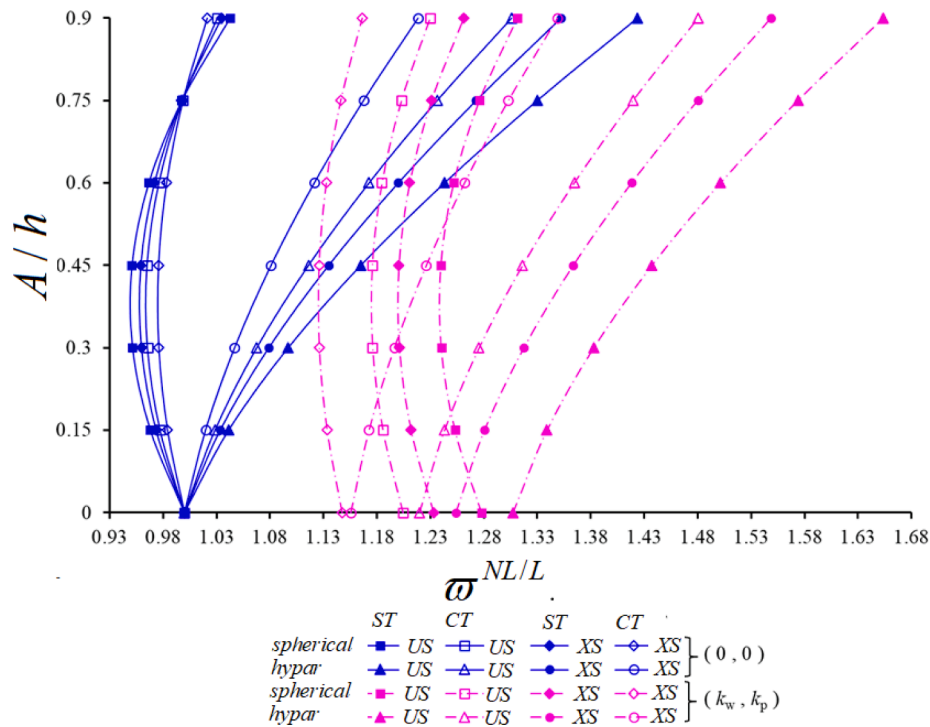 0.9
0.75
0.6
0.45
0.3
0.15
0
A / h
0.93 0.98 1.03 1.08 1.13 1.18 1.23 1.28 1.33 1.38 1.43 1.48 1.53 1.58 1.63 1.68
ϖ NL/L
ST CT ST CT
spherical US US XS XS
hypar US US XS XS
(0,0)
spherical US US XS XS
hypar US US XS XS
(kw, kp)